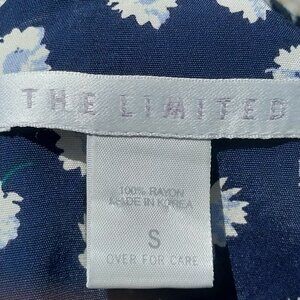 THE LIMITED
100% RAYON
MADE IN KOREA
S
OVER FOR CARE